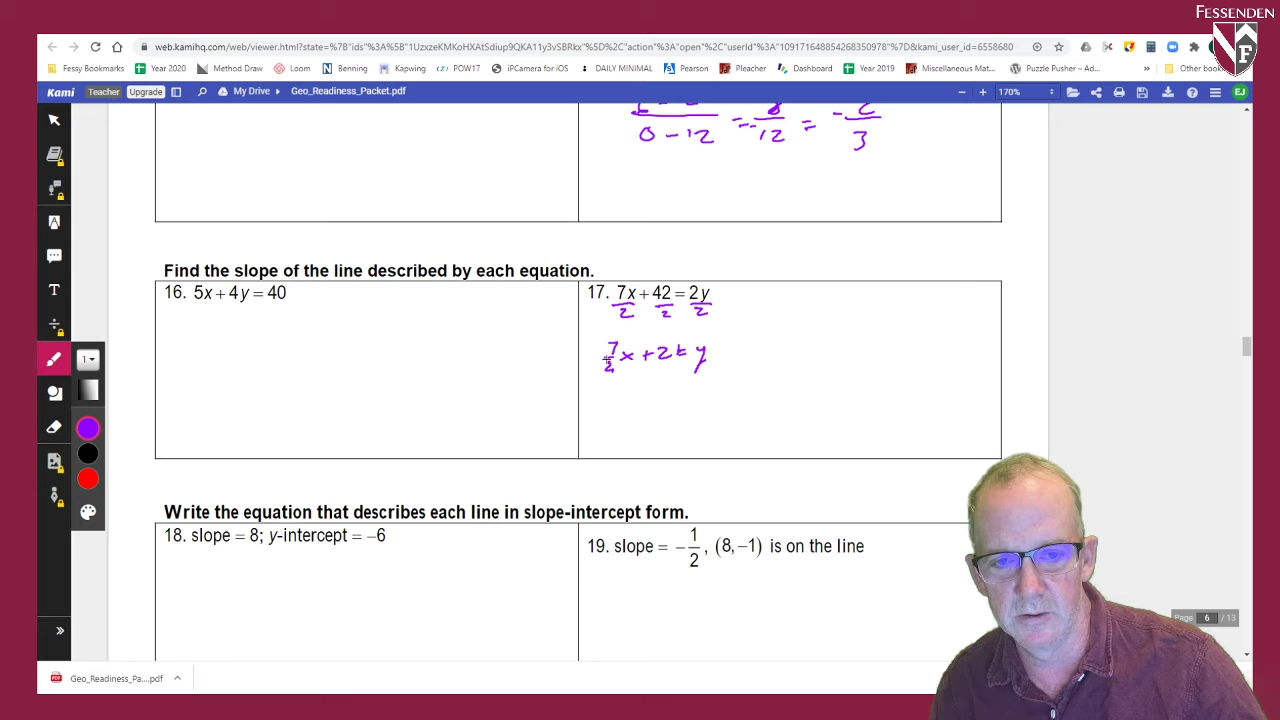 FESSENDEN
F
web.kamihq.com/web/viewer.html?state=%7B"ids"%3A%5B"1UzxzeKMKoHXAtSdiup9QKA11y3vSBRkx"%5D%2C"action"%3A"open"%2C"userId"%3A"109171648854268350978"%7D&kami_user_id=6558680
Fessy Bookmarks Year 2020 Method Draw Loom Benning Kapwing POW17 iPCamera for iOS DAILY MINIMAL Pearson Pleacher Dashboard Year 2019 Miscellaneous Mat... Puzzle Pusher – Ad... » Other book
Kami Teacher Upgrade My Drive Geo_Readiness_Packet.pdf 170% EJ
0 - 12 = -12 = 3
Find the slope of the line described by each equation.
16. 5x + 4y = 40
17. 7x + 42 = 2y
2 2 2
7/2 x + 2 y
Write the equation that describes each line in slope-intercept form.
18. slope = 8; y-intercept = −6
19. slope = −1/2, (8, −1) is on the line
Page 6 / 13
Geo_Readiness_Pa....pdf